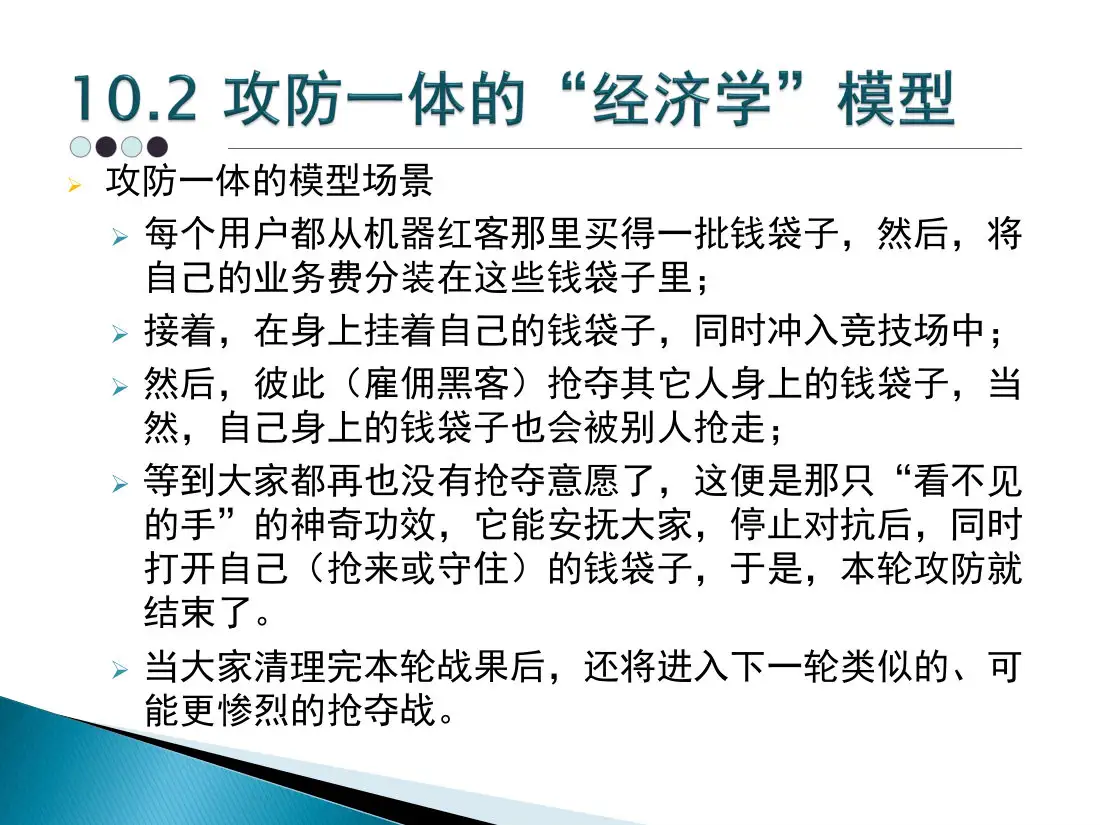 10.2 攻防一体的“经济学”模型
攻防一体的模型场景
每个用户都从机器红客那里买得一批钱袋子，然后，将
自己的业务费分装在这些钱袋子里；
接着，在身上挂着自己的钱袋子，同时冲入竞技场中；
然后，彼此（雇佣黑客）抢夺其它人身上的钱袋子，当
然，自己身上的钱袋子也会被别人抢走；
等到大家都再也没有抢夺意愿了，这便是那只“看不见
的手”的神奇功效，它能安抚大家，停止对抗后，同时
打开自己（抢来或守住）的钱袋子，于是，本轮攻防就
结束了。
当大家清理完本轮战果后，还将进入下一轮类似的、可
能更惨烈的抢夺战。